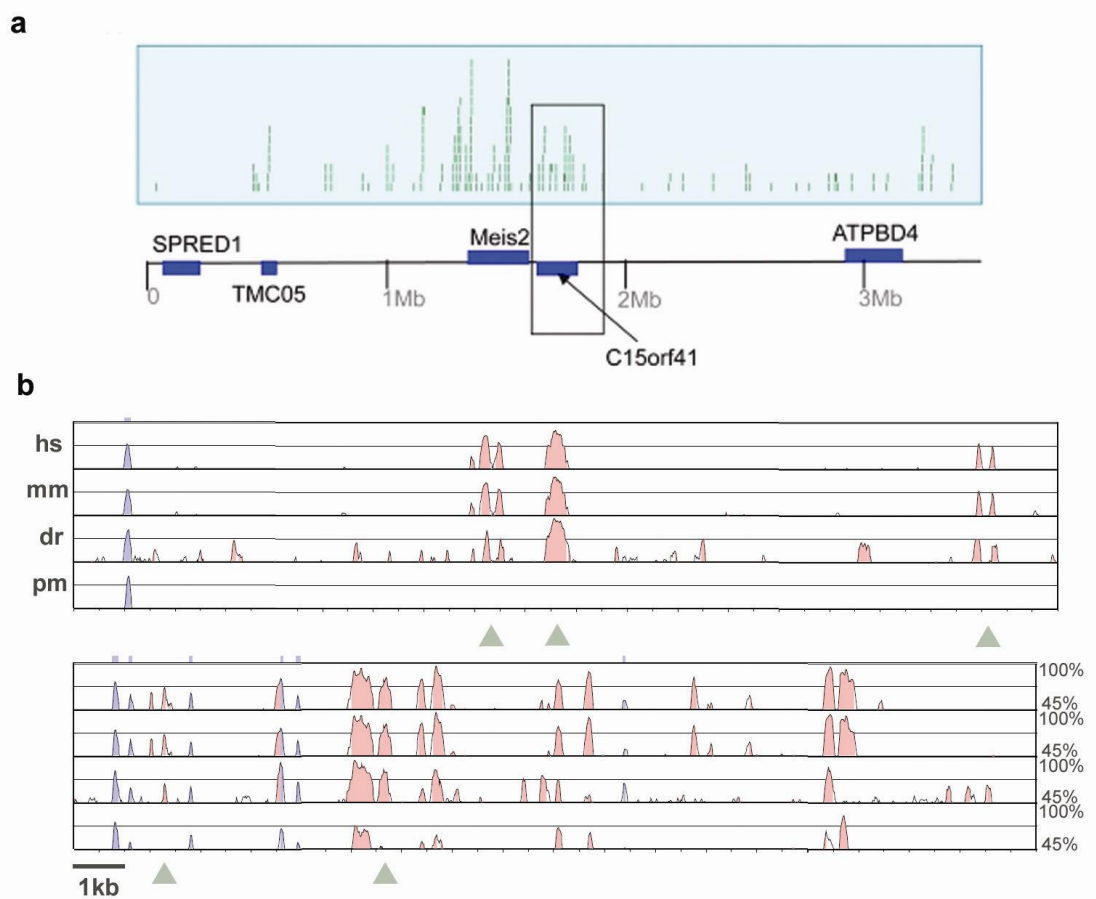 a
SPRED1
Meis2
ATPBD4
TMC05
0
1Mb
2Mb
3Mb
C15orf41
b
hs
mm
dr
pm
100%
45%
100%
45%
100%
45%
100%
45%
1kb